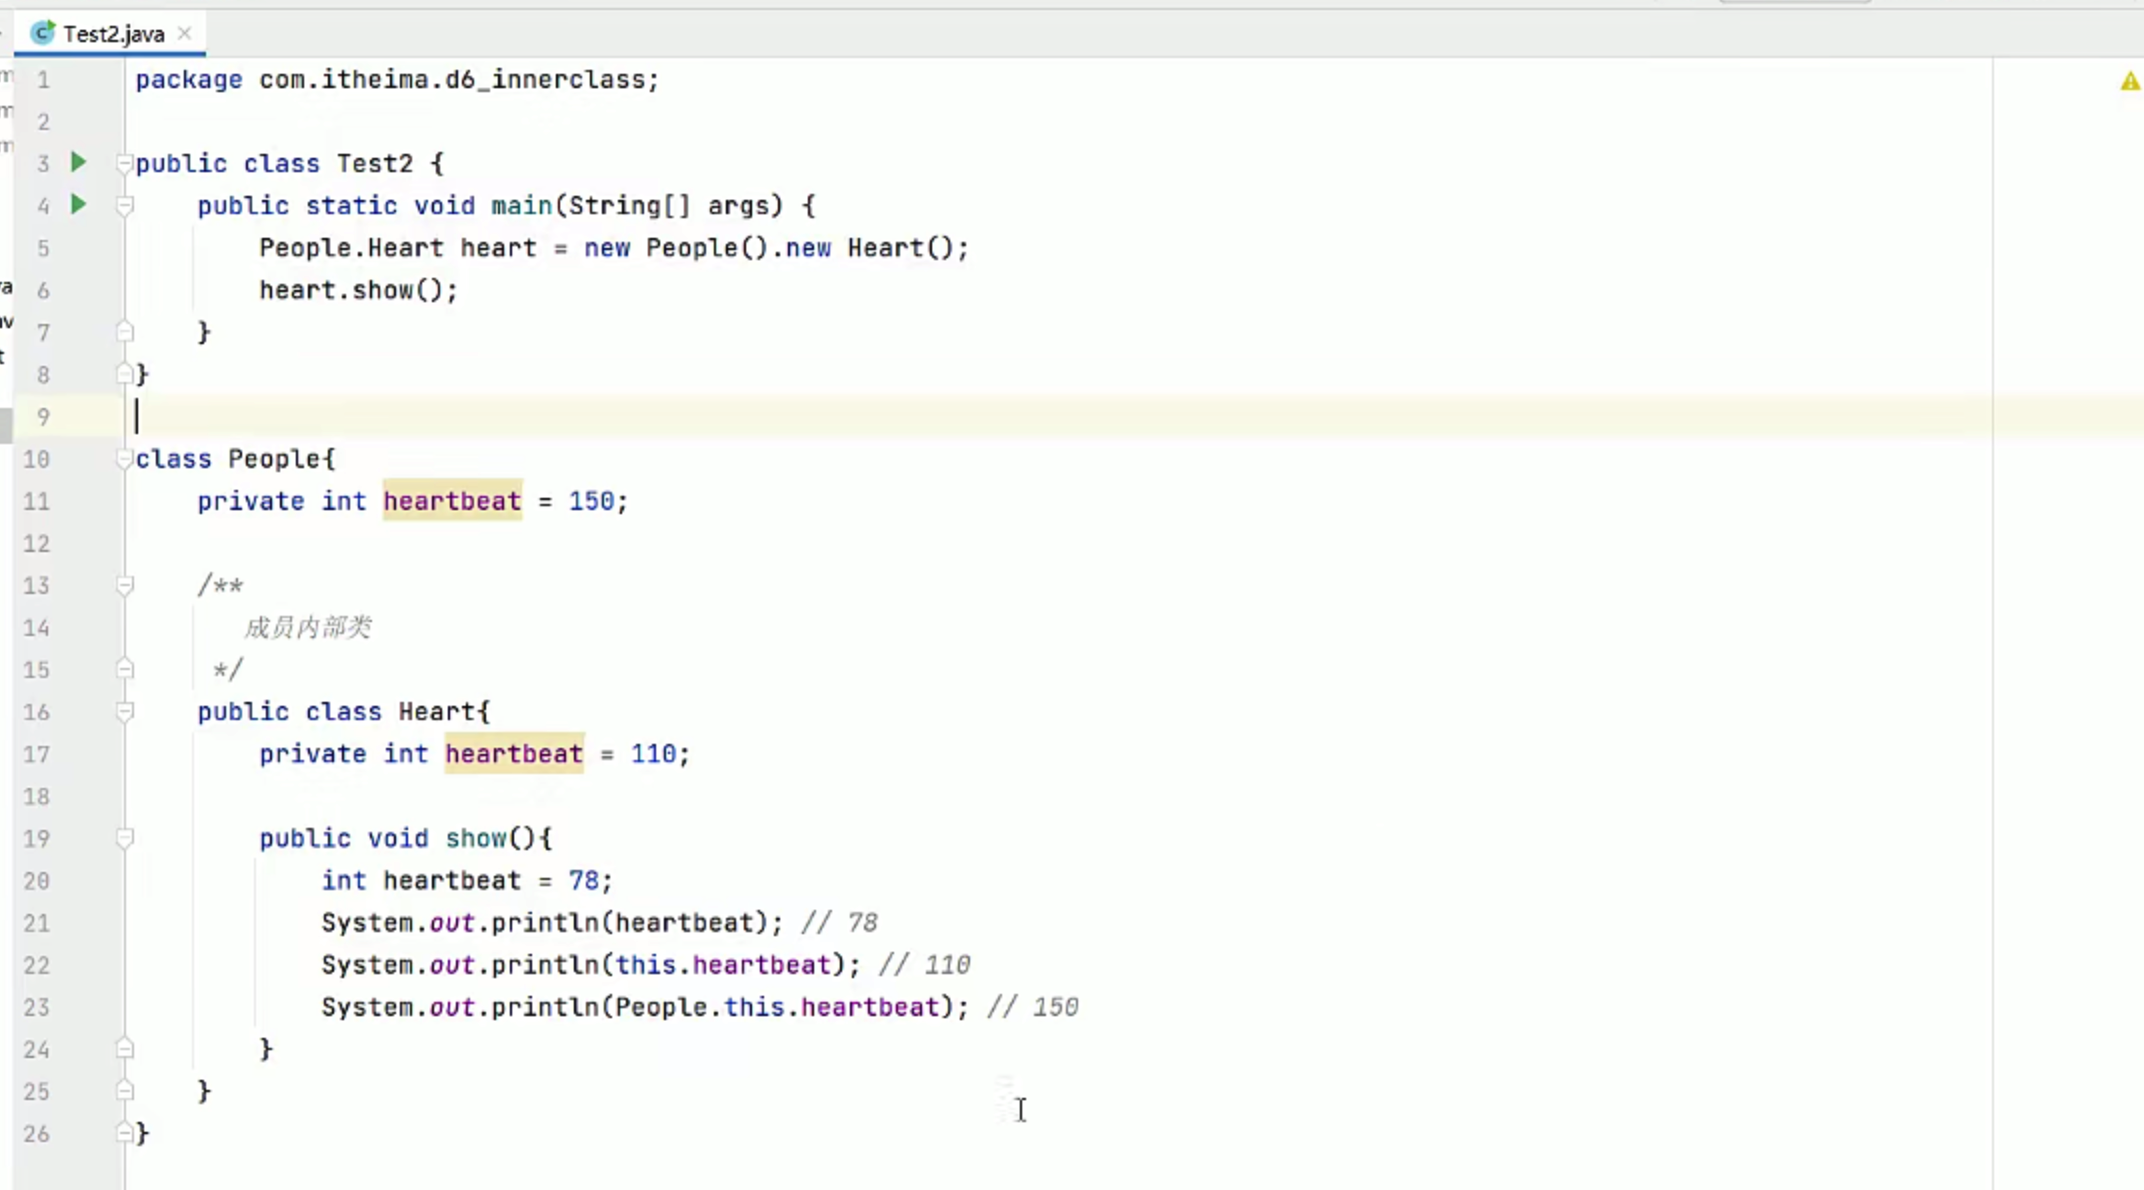 Test2.java
1 package com.itheima.d6_innerclass;
2
3 public class Test2 {
4     public static void main(String[] args) {
5         People.Heart heart = new People().new Heart();
6         heart.show();
7     }
8 }
9
10 class People{
11     private int heartbeat = 150;
12
13     /**
14        成员内部类
15      */
16     public class Heart{
17         private int heartbeat = 110;
18
19         public void show(){
20             int heartbeat = 78;
21             System.out.println(heartbeat); // 78
22             System.out.println(this.heartbeat); // 110
23             System.out.println(People.this.heartbeat); // 150
24         }
25     }
26 }